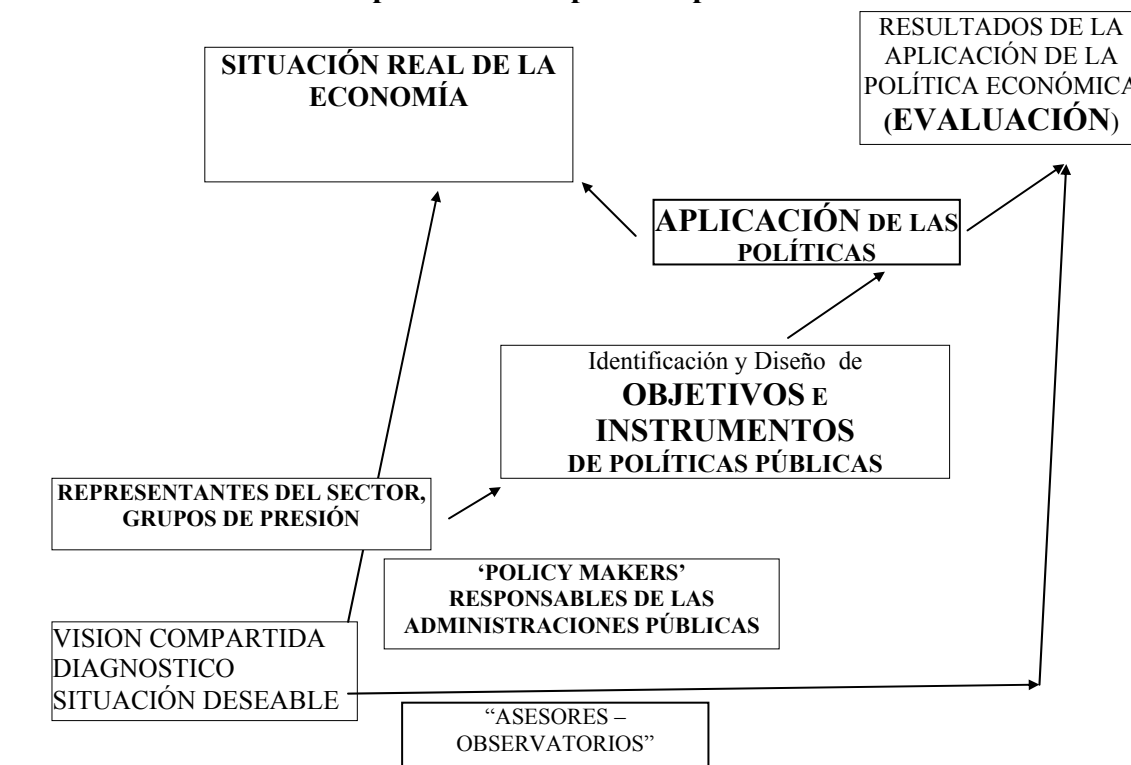 RESULTADOS DE LA
APLICACIÓN DE LA
POLÍTICA ECONÓMICA
(EVALUACIÓN)
SITUACIÓN REAL DE LA
ECONOMÍA
APLICACIÓN DE LAS
POLÍTICAS
Identificación y Diseño de
OBJETIVOS E
INSTRUMENTOS
DE POLÍTICAS PÚBLICAS
REPRESENTANTES DEL SECTOR,
GRUPOS DE PRESIÓN
‘POLICY MAKERS’
RESPONSABLES DE LAS
ADMINISTRACIONES PÚBLICAS
VISION COMPARTIDA
DIAGNOSTICO
SITUACIÓN DESEABLE
“ASESORES –
OBSERVATORIOS”